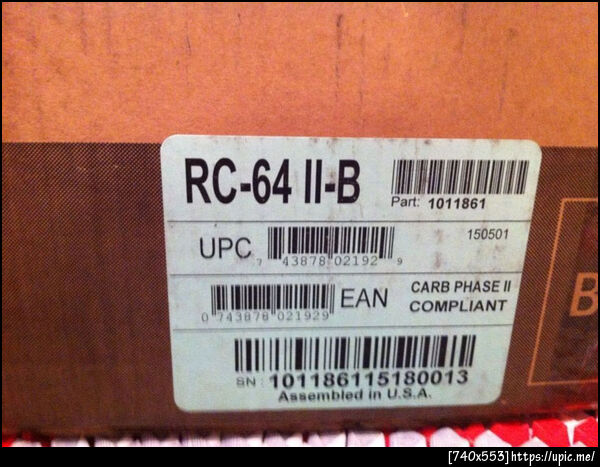 RC-64 II-B
Part: 1011861
UPC
7 43878 02192 9
150501
0 743878 021929
EAN
CARB PHASE II
COMPLIANT
SN: 101186115180013
Assembled in U.S.A.
B
[740x553]https://upic.me/